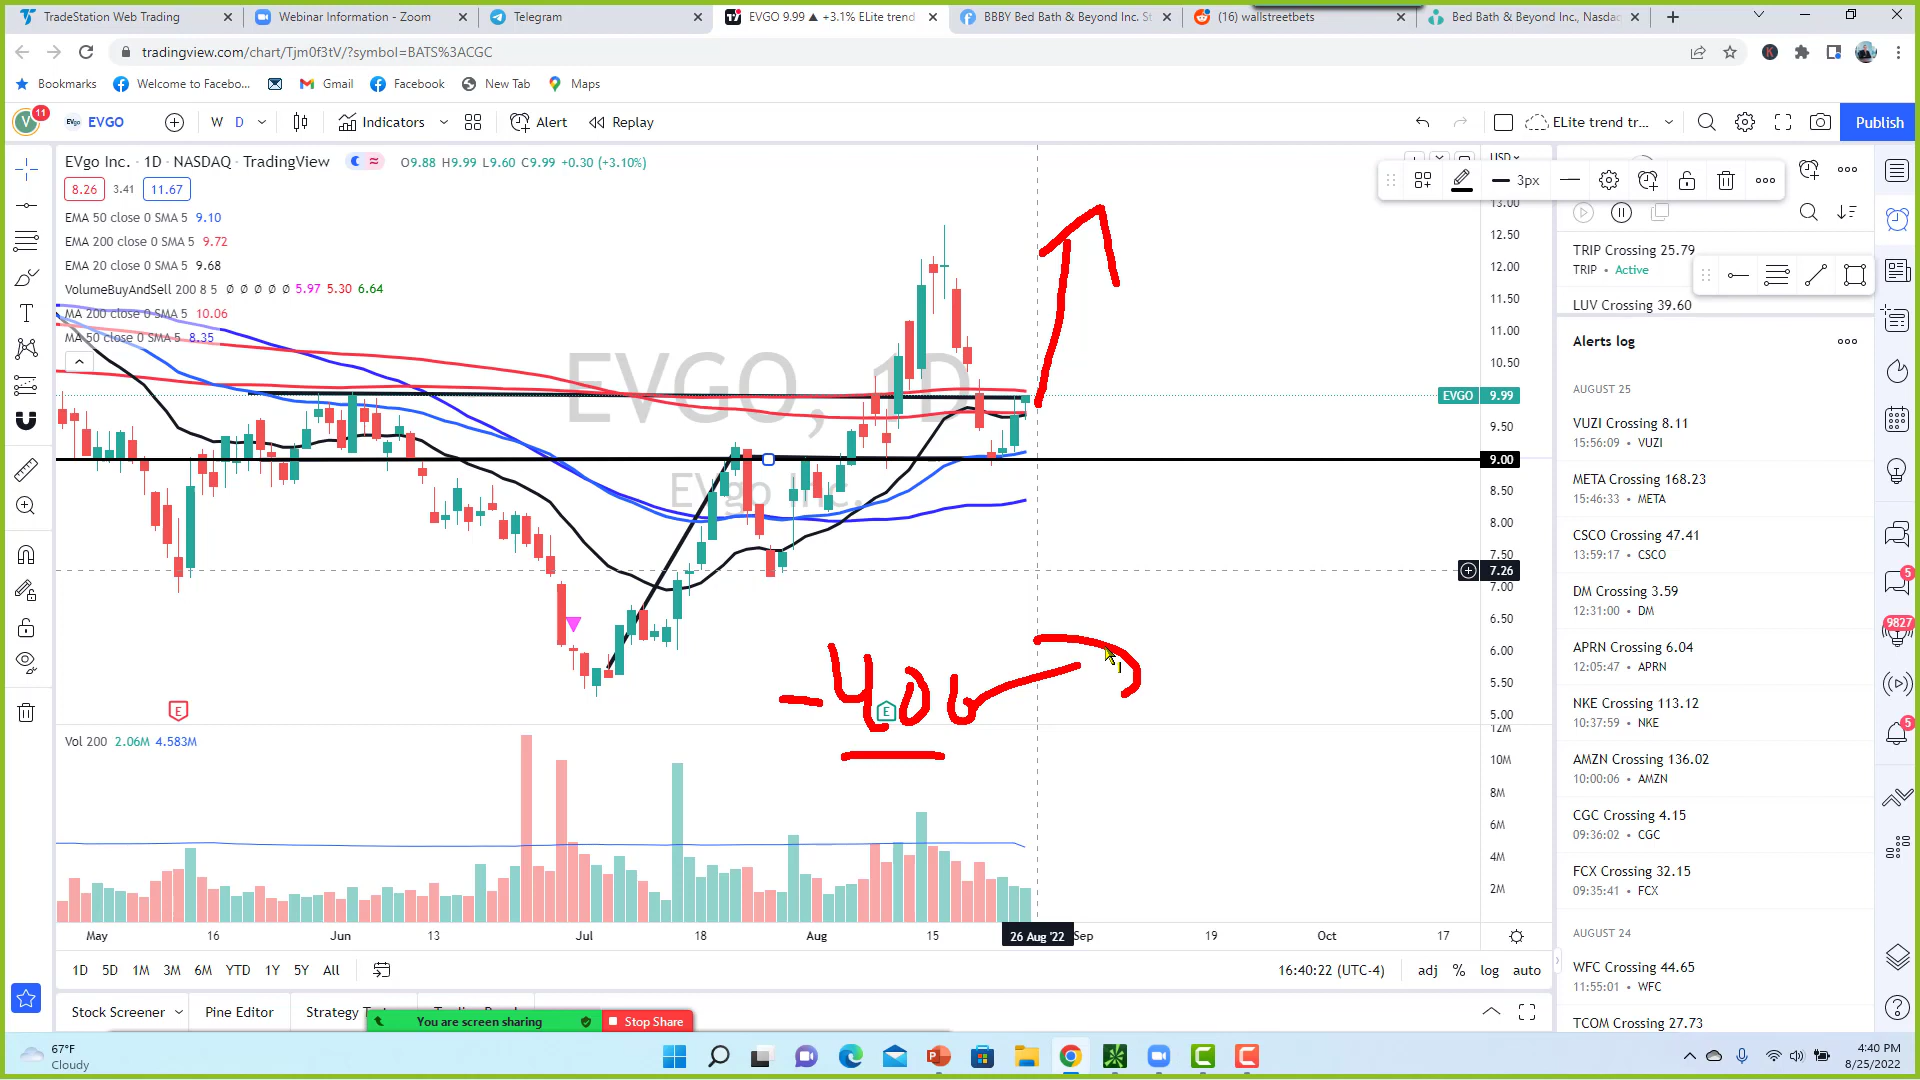 TradeStation Web Trading
Webinar Information - Zoom
Telegram
EVGO 9.99 ▲ +3.1% ELite trend
BBBY Bed Bath & Beyond Inc. St
(16) wallstreetbets
Bed Bath & Beyond Inc., Nasdaq
tradingview.com/chart/Tjm0f3tV/?symbol=BATS%3ACGC
Bookmarks
Welcome to Facebo...
Gmail
Facebook
New Tab
Maps
V 11
EVgo EVGO
W D
Indicators
Alert
Replay
ELite trend tr...
Publish
EVgo Inc. · 1D · NASDAQ · TradingView
O9.88 H9.99 L9.60 C9.99 +0.30 (+3.10%)
8.26 3.41 11.67
EMA 50 close 0 SMA 5 9.10
EMA 200 close 0 SMA 5 9.72
EMA 20 close 0 SMA 5 9.68
VolumeBuyAndSell 200 8 5 ∅ ∅ ∅ ∅ ∅ 5.97 5.30 6.64
MA 200 close 0 SMA 5 10.06
MA 50 close 0 SMA 5 8.35
EVGO, 1D
EVgo Inc.
3px
USD
13.00
12.50
12.00
11.50
11.00
10.50
EVGO 9.99
9.50
9.00
8.50
8.00
7.50
7.26
7.00
6.50
6.00
5.50
5.00
-400
E
E
Vol 200 2.06M 4.583M
12M
10M
8M
6M
4M
2M
May 16 Jun 13 Jul 18 Aug 15 26 Aug '22 Sep 19 Oct 17
1D 5D 1M 3M 6M YTD 1Y 5Y All
16:40:22 (UTC-4)
adj % log auto
Stock Screener
Pine Editor
Strategy
You are screen sharing
Stop Share
TRIP Crossing 25.79
TRIP • Active
LUV Crossing 39.60
Alerts log
AUGUST 25
VUZI Crossing 8.11
15:56:09 • VUZI
META Crossing 168.23
15:46:33 • META
CSCO Crossing 47.41
13:59:17 • CSCO
DM Crossing 3.59
12:31:00 • DM
APRN Crossing 6.04
12:05:47 • APRN
NKE Crossing 113.12
10:37:59 • NKE
AMZN Crossing 136.02
10:00:06 • AMZN
CGC Crossing 4.15
09:36:02 • CGC
FCX Crossing 32.15
09:35:41 • FCX
AUGUST 24
WFC Crossing 44.65
11:55:01 • WFC
TCOM Crossing 27.73
5
9827
5
67°F
Cloudy
4:40 PM
8/25/2022